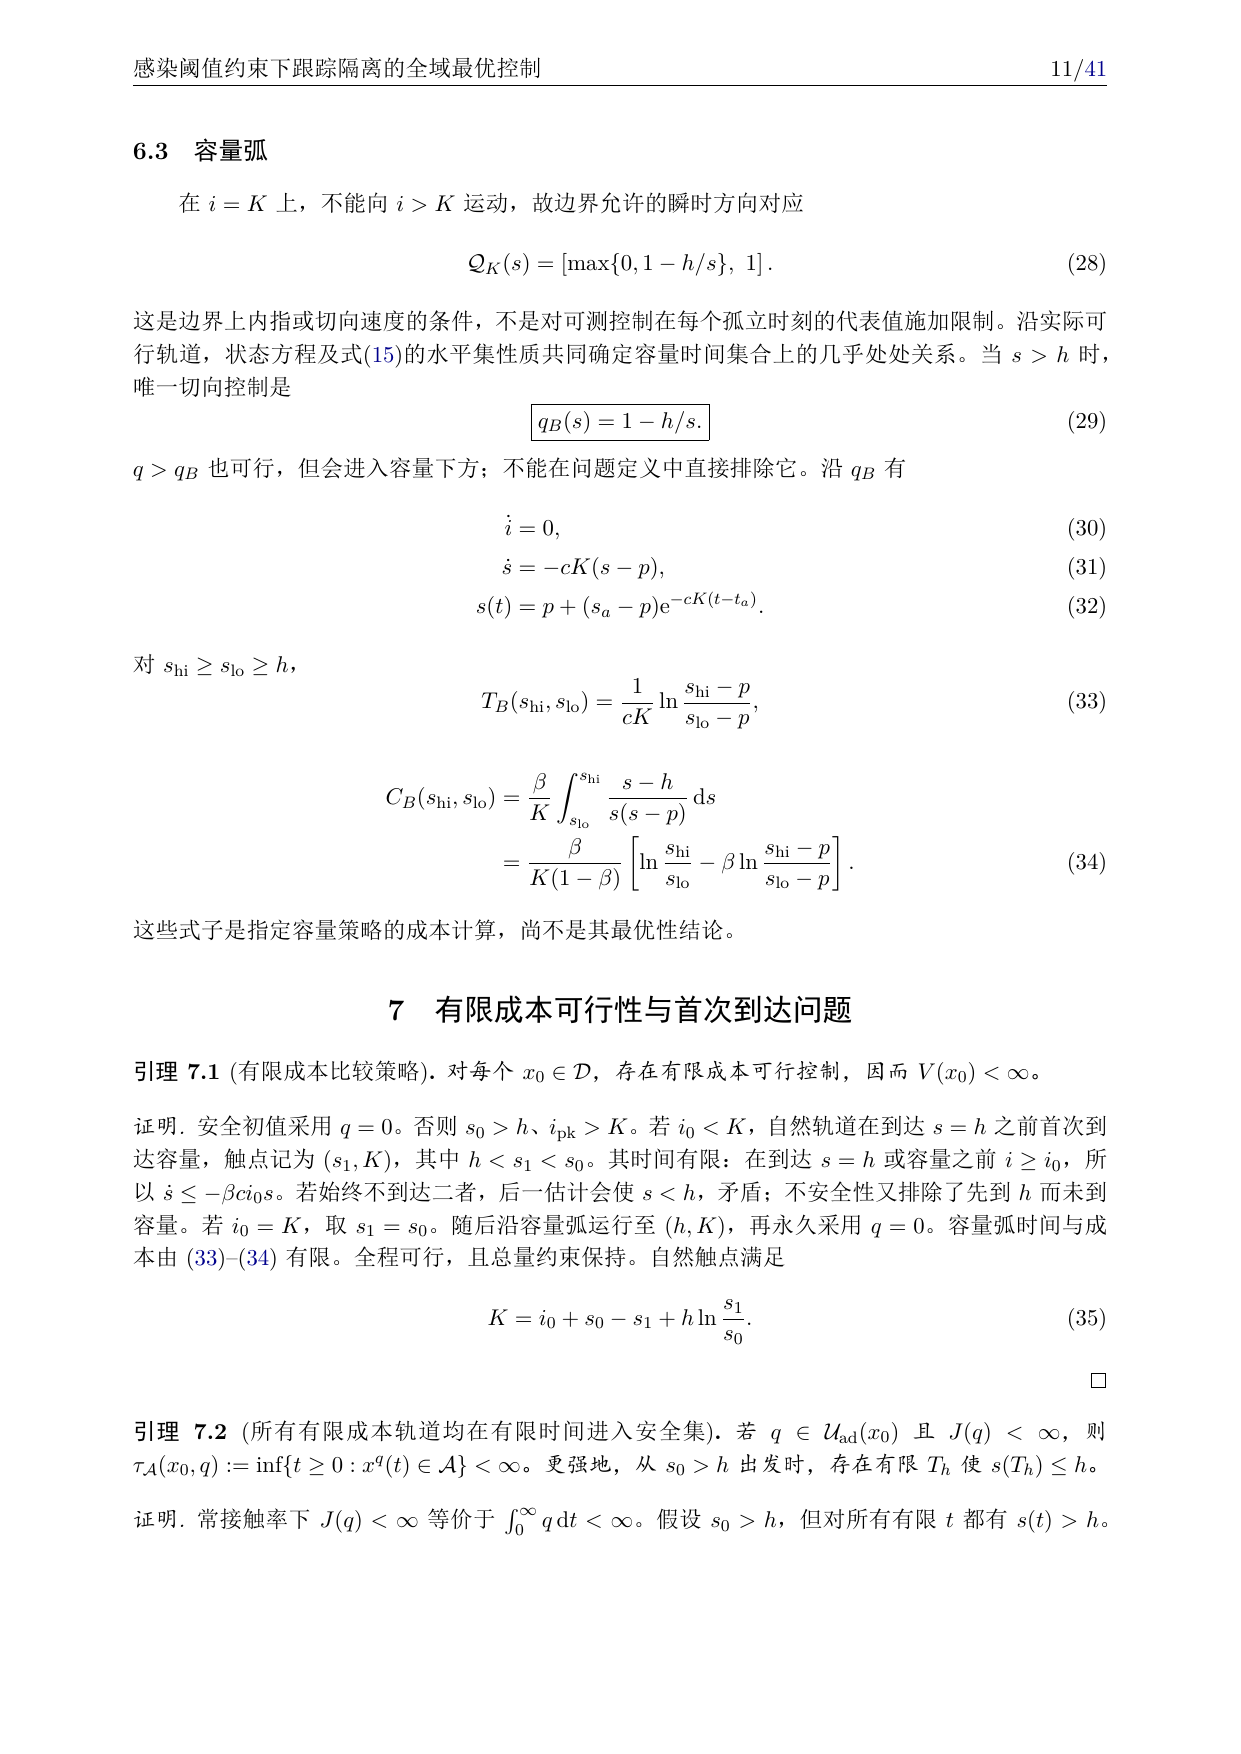 感染阈值约束下跟踪隔离的全域最优控制 11/41
6.3 容量弧
在 i = K 上，不能向 i > K 运动，故边界允许的瞬时方向对应
𝒬_K(s) = [max{0, 1 − h/s}, 1] . (28)
这是边界上内指或切向速度的条件，不是对可测控制在每个孤立时刻的代表值施加限制。沿实际可
行轨道，状态方程及式(15)的水平集性质共同确定容量时间集合上的几乎处处关系。当 s > h 时，
唯一切向控制是
q_B(s) = 1 − h/s. (29)
q > q_B 也可行，但会进入容量下方；不能在问题定义中直接排除它。沿 q_B 有
i̇ = 0, (30)
ṡ = −cK(s − p), (31)
s(t) = p + (s_a − p)e^{−cK(t−t_a)}. (32)
对 s_hi ≥ s_lo ≥ h，
T_B(s_hi, s_lo) = \frac{1}{cK} ln \frac{s_hi − p}{s_lo − p}, (33)
C_B(s_hi, s_lo) = \frac{β}{K} ∫_{s_lo}^{s_hi} \frac{s − h}{s(s − p)} ds
= \frac{β}{K(1 − β)} [ln \frac{s_hi}{s_lo} − β ln \frac{s_hi − p}{s_lo − p}] . (34)
这些式子是指定容量策略的成本计算，尚不是其最优性结论。
7 有限成本可行性与首次到达问题
引理 7.1 (有限成本比较策略). 对每个 x_0 ∈ 𝒟，存在有限成本可行控制，因而 V(x_0) < ∞。
证明. 安全初值采用 q = 0。否则 s_0 > h、i_pk > K。若 i_0 < K，自然轨道在到达 s = h 之前首次到
达容量，触点记为 (s_1, K)，其中 h < s_1 < s_0。其时间有限：在到达 s = h 或容量之前 i ≥ i_0，所
以 ṡ ≤ −βci_0s。若始终不到达二者，后一估计会使 s < h，矛盾；不安全性又排除了先到 h 而未到
容量。若 i_0 = K，取 s_1 = s_0。随后沿容量弧运行至 (h, K)，再永久采用 q = 0。容量弧时间与成
本由 (33)–(34) 有限。全程可行，且总量约束保持。自然触点满足
K = i_0 + s_0 − s_1 + h ln \frac{s_1}{s_0}. (35)
□
引理 7.2 (所有有限成本轨道均在有限时间进入安全集). 若 q ∈ 𝒰_ad(x_0) 且 J(q) < ∞，则
τ_𝒜(x_0, q) := inf{t ≥ 0 : x^q(t) ∈ 𝒜} < ∞。更强地，从 s_0 > h 出发时，存在有限 T_h 使 s(T_h) ≤ h。
证明. 常接触率下 J(q) < ∞ 等价于 ∫_0^∞ q dt < ∞。假设 s_0 > h，但对所有有限 t 都有 s(t) > h。